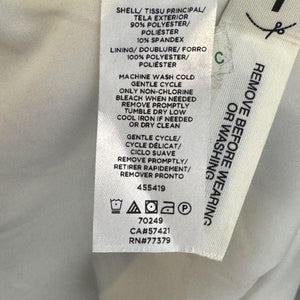 SHELL/ TISSU PRINCIPAL/
TELA EXTERIOR
90% POLYESTER/
POLIÉSTER
10% SPANDEX
LINING/ DOUBLURE/ FORRO
100% POLYESTER/
POLIÉSTER
MACHINE WASH COLD
GENTLE CYCLE
ONLY NON-CHLORINE
BLEACH WHEN NEEDED
REMOVE PROMPTLY
TUMBLE DRY LOW
COOL IRON IF NEEDED
OR DRY CLEAN
GENTLE CYCLE/
CYCLE DÉLICAT/
CICLO SUAVE
REMOVE PROMPTLY/
RETIRER RAPIDEMENT/
REMOVER PRONTO
455419
70249
CA#57421
RN#77379
C
REMOVE BEFORE WEARING
OR WASHING